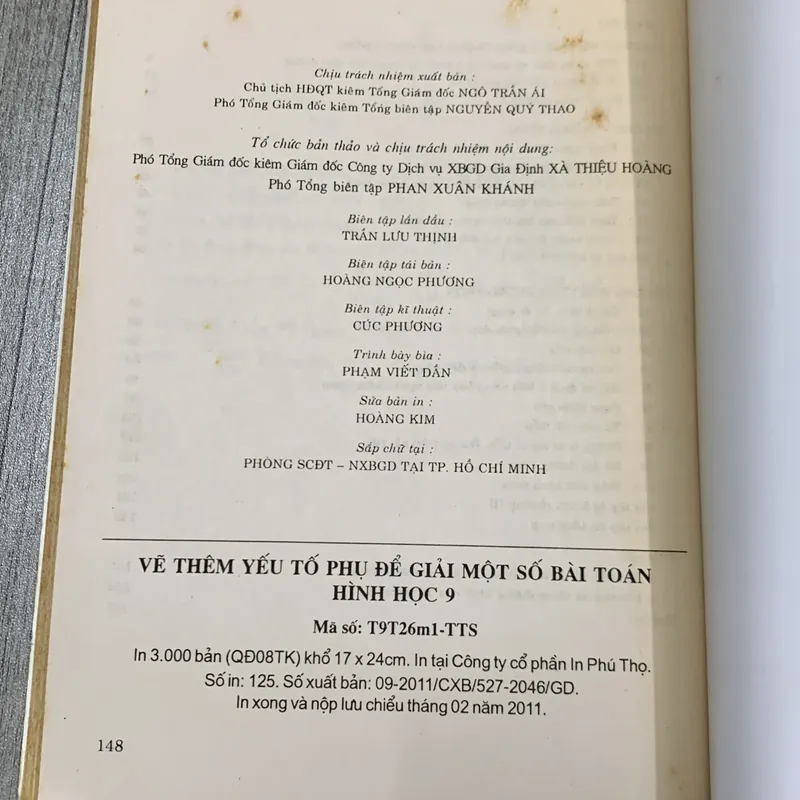 Chịu trách nhiệm xuất bản :
Chủ tịch HĐQT kiêm Tổng Giám đốc NGÔ TRẦN ÁI
Phó Tổng Giám đốc kiêm Tổng biên tập NGUYỄN QUÝ THAO
Tổ chức bản thảo và chịu trách nhiệm nội dung:
Phó Tổng Giám đốc kiêm Giám đốc Công ty Dịch vụ XBGD Gia Định XÀ THIỆU HOÀNG
Phó Tổng biên tập PHAN XUÂN KHÁNH
Biên tập lần đầu :
TRẦN LƯU THỊNH
Biên tập tái bản :
HOÀNG NGỌC PHƯƠNG
Biên tập kĩ thuật :
CÚC PHƯƠNG
Trình bày bìa :
PHẠM VIẾT DẦN
Sửa bản in :
HOÀNG KIM
Sắp chữ tại :
PHÒNG SCĐT – NXBGD TẠI TP. HỒ CHÍ MINH
VẼ THÊM YẾU TỐ PHỤ ĐỂ GIẢI MỘT SỐ BÀI TOÁN
HÌNH HỌC 9
Mã số: T9T26m1-TTS
In 3.000 bản (QĐ08TK) khổ 17 x 24cm. In tại Công ty cổ phần In Phú Thọ.
Số in: 125. Số xuất bản: 09-2011/CXB/527-2046/GD.
In xong và nộp lưu chiểu tháng 02 năm 2011.
148